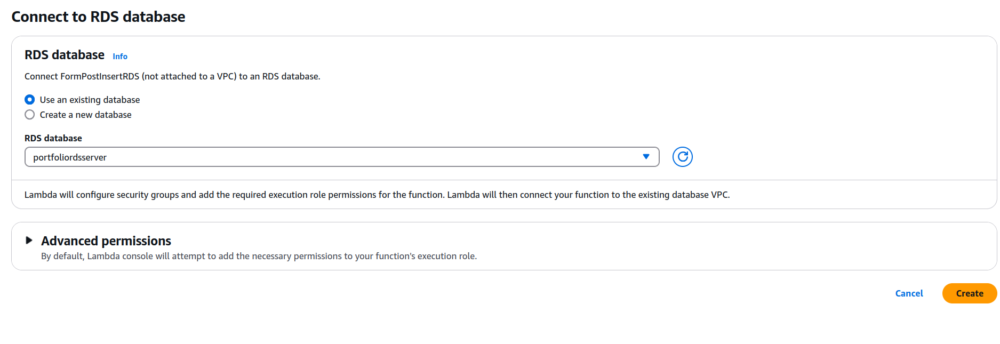 Connect to RDS database
RDS database Info
Connect FormPostInsertRDS (not attached to a VPC) to an RDS database.
Use an existing database
Create a new database
RDS database
portfoliordsserver
Lambda will configure security groups and add the required execution role permissions for the function. Lambda will then connect your function to the existing database VPC.
Advanced permissions
By default, Lambda console will attempt to add the necessary permissions to your function's execution role.
Cancel Create